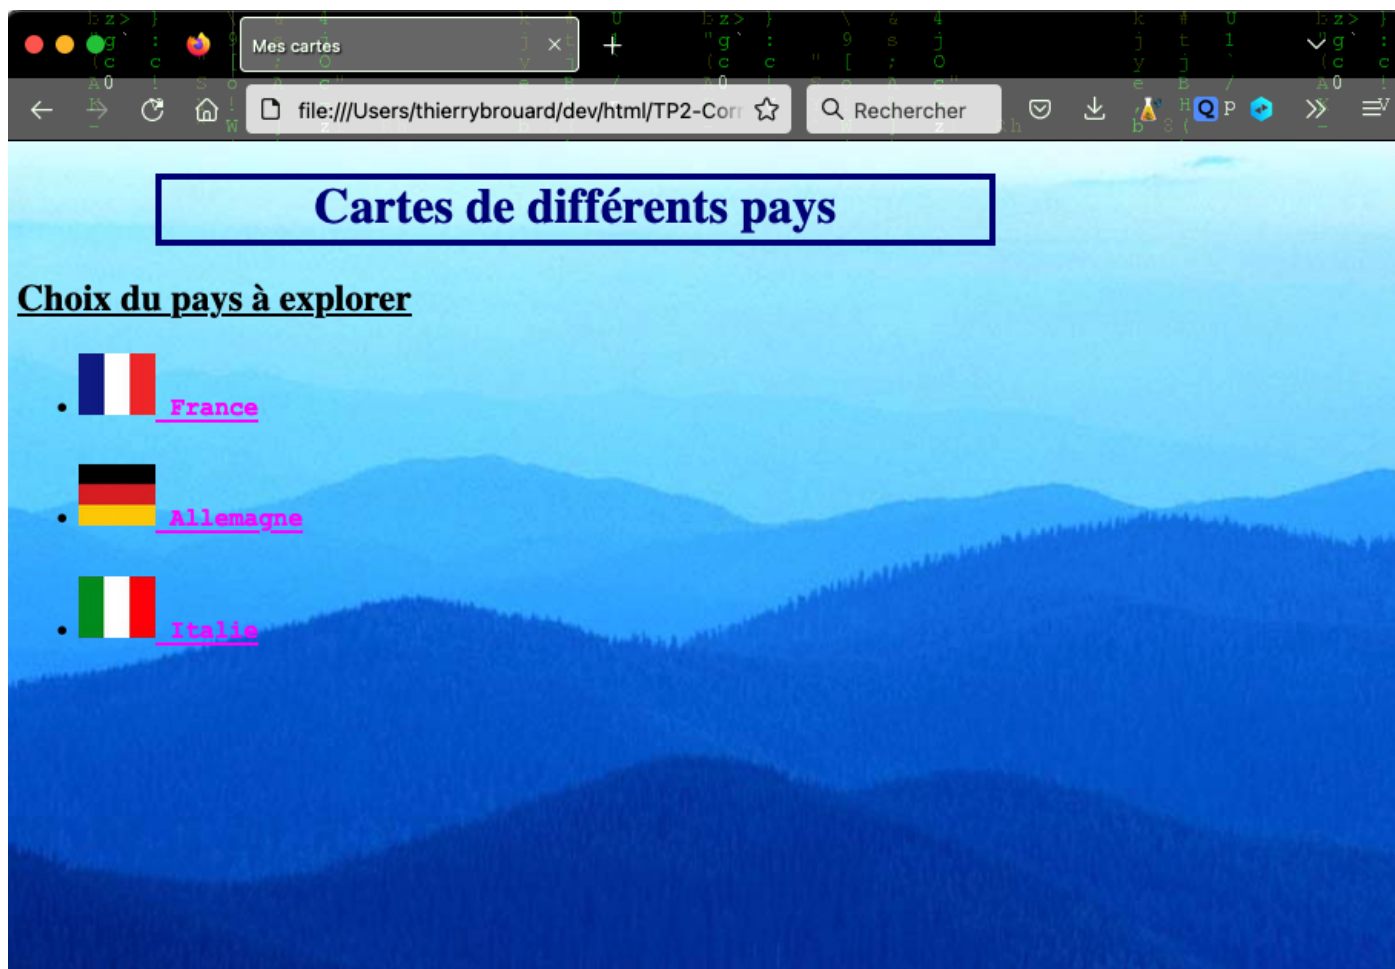 Mes cartes
file:///Users/thierrybrouard/dev/html/TP2-Corr
Rechercher
Cartes de différents pays
Choix du pays à explorer
France
Allemagne
Italie